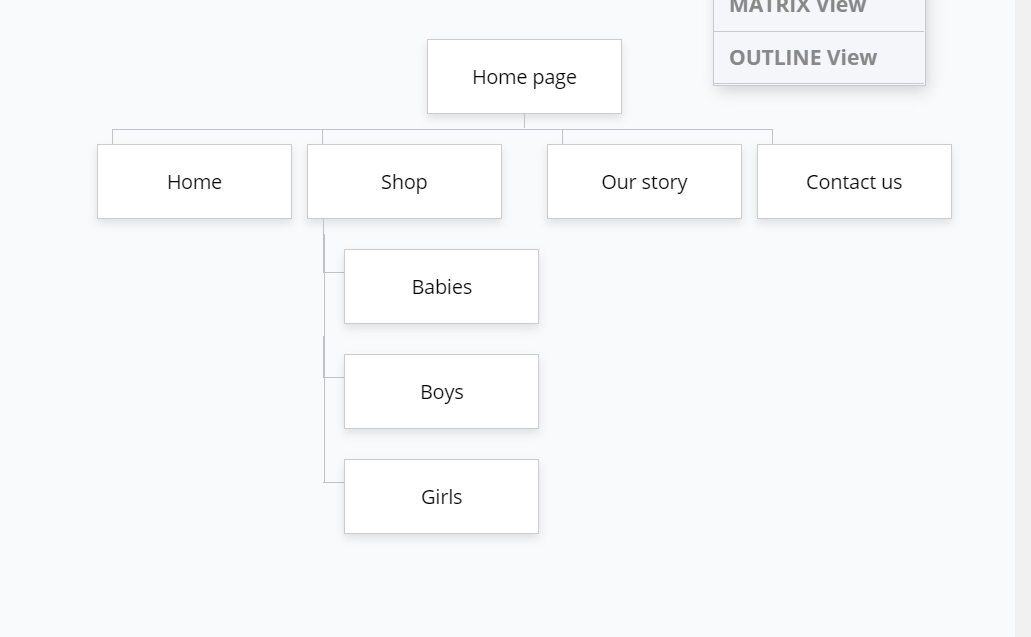 MATRIX View
OUTLINE View
Home page
Home
Shop
Our story
Contact us
Babies
Boys
Girls